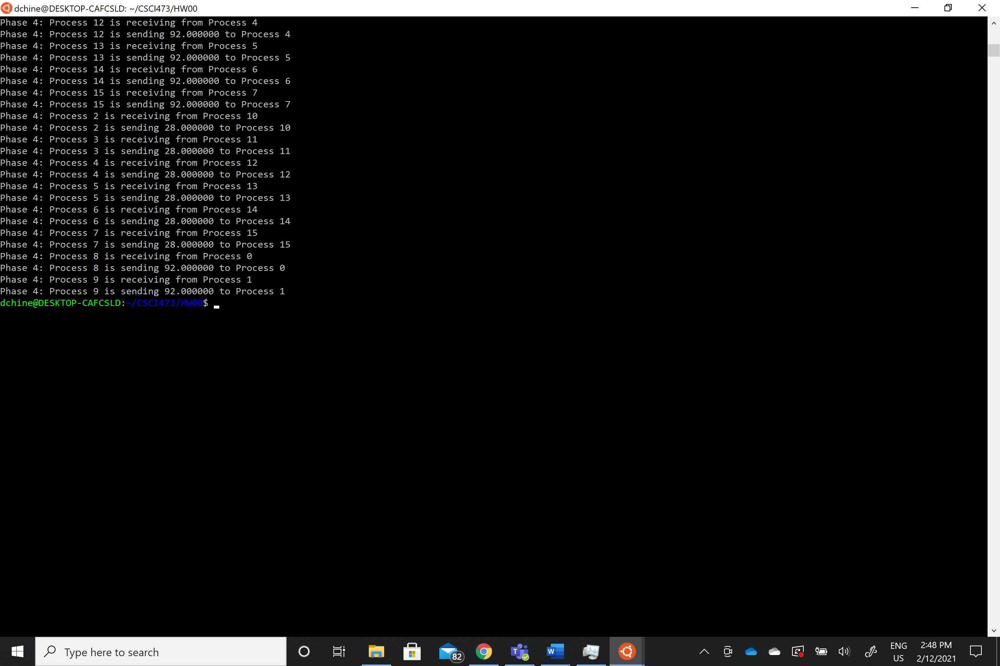 dchine@DESKTOP-CAFCSLD: ~/CSCI473/HW00
Phase 4: Process 12 is receiving from Process 4
Phase 4: Process 12 is sending 92.000000 to Process 4
Phase 4: Process 13 is receiving from Process 5
Phase 4: Process 13 is sending 92.000000 to Process 5
Phase 4: Process 14 is receiving from Process 6
Phase 4: Process 14 is sending 92.000000 to Process 6
Phase 4: Process 15 is receiving from Process 7
Phase 4: Process 15 is sending 92.000000 to Process 7
Phase 4: Process 2 is receiving from Process 10
Phase 4: Process 2 is sending 28.000000 to Process 10
Phase 4: Process 3 is receiving from Process 11
Phase 4: Process 3 is sending 28.000000 to Process 11
Phase 4: Process 4 is receiving from Process 12
Phase 4: Process 4 is sending 28.000000 to Process 12
Phase 4: Process 5 is receiving from Process 13
Phase 4: Process 5 is sending 28.000000 to Process 13
Phase 4: Process 6 is receiving from Process 14
Phase 4: Process 6 is sending 28.000000 to Process 14
Phase 4: Process 7 is receiving from Process 15
Phase 4: Process 7 is sending 28.000000 to Process 15
Phase 4: Process 8 is receiving from Process 0
Phase 4: Process 8 is sending 92.000000 to Process 0
Phase 4: Process 9 is receiving from Process 1
Phase 4: Process 9 is sending 92.000000 to Process 1
dchine@DESKTOP-CAFCSLD:~/CSCI473/HW00$
Type here to search
82
T
W
ENG
US
2:48 PM
2/12/2021